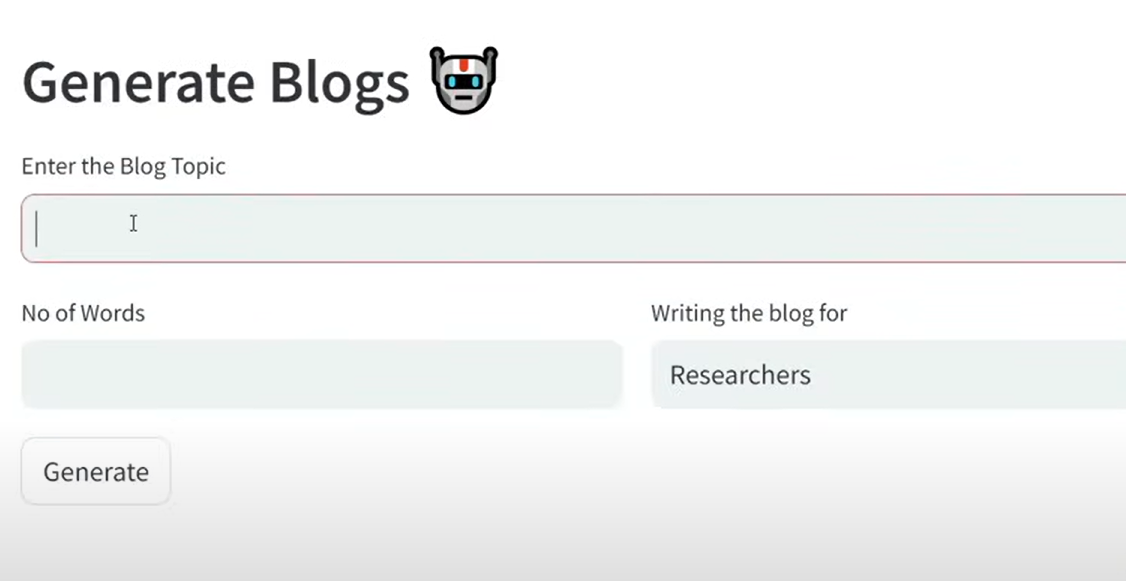 Generate Blogs
Enter the Blog Topic
No of Words
Writing the blog for
Researchers
Generate